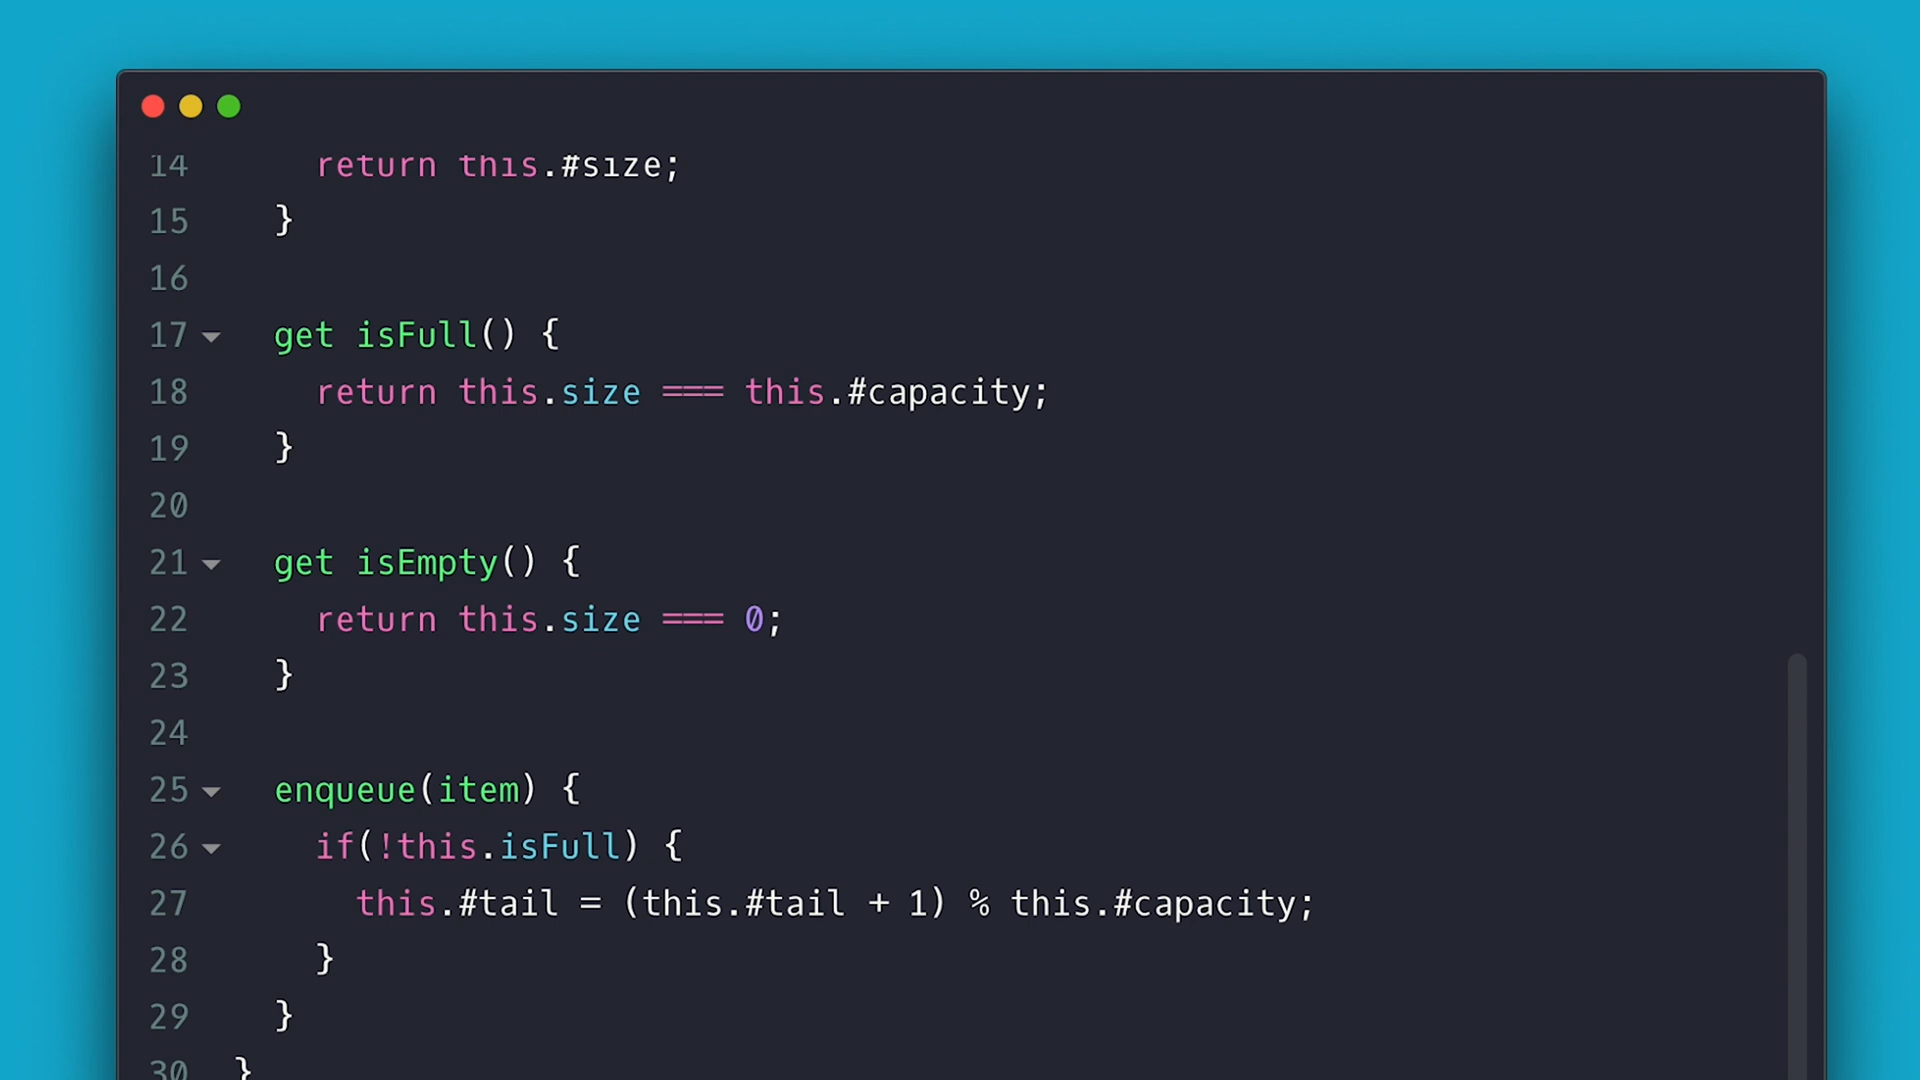 14 return this.#size;
15 }
16
17 get isFull() {
18 return this.size === this.#capacity;
19 }
20
21 get isEmpty() {
22 return this.size === 0;
23 }
24
25 enqueue(item) {
26 if(!this.isFull) {
27 this.#tail = (this.#tail + 1) % this.#capacity;
28 }
29 }
30 }